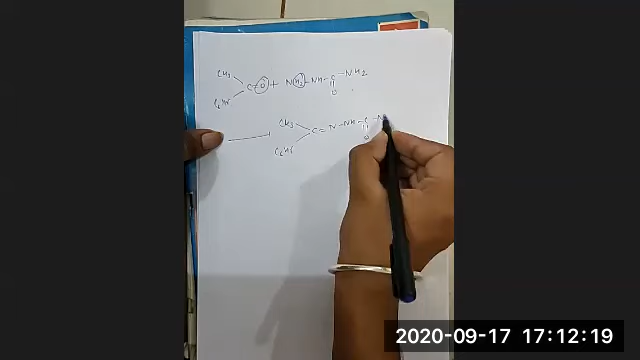 CH3
C=O + NH2-NH-C-NH2
C6H5 O
CH3
C=N-NH-C-N
C6H5 O
2020-09-17 17:12:19